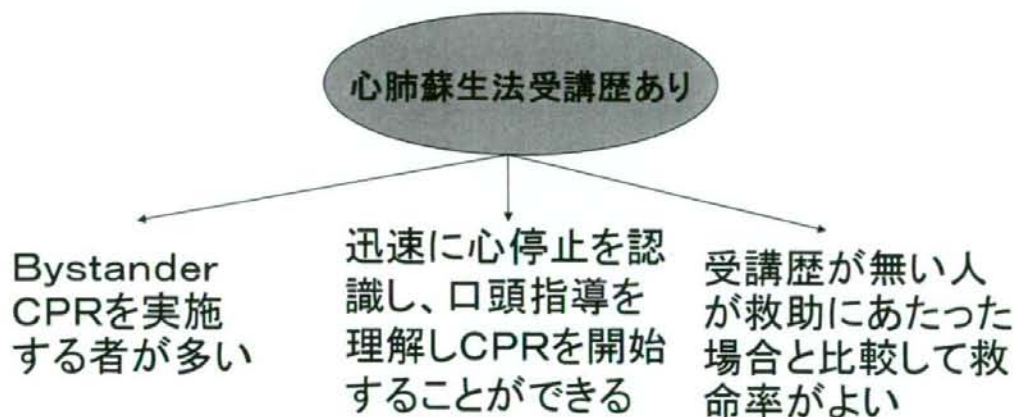 心肺蘇生法受講歴あり
Bystander
CPRを実施
する者が多い
迅速に心停止を認
識し、口頭指導を
理解しCPRを開始
することができる
受講歴が無い人
が救助にあたった
場合と比較して救
命率がよい